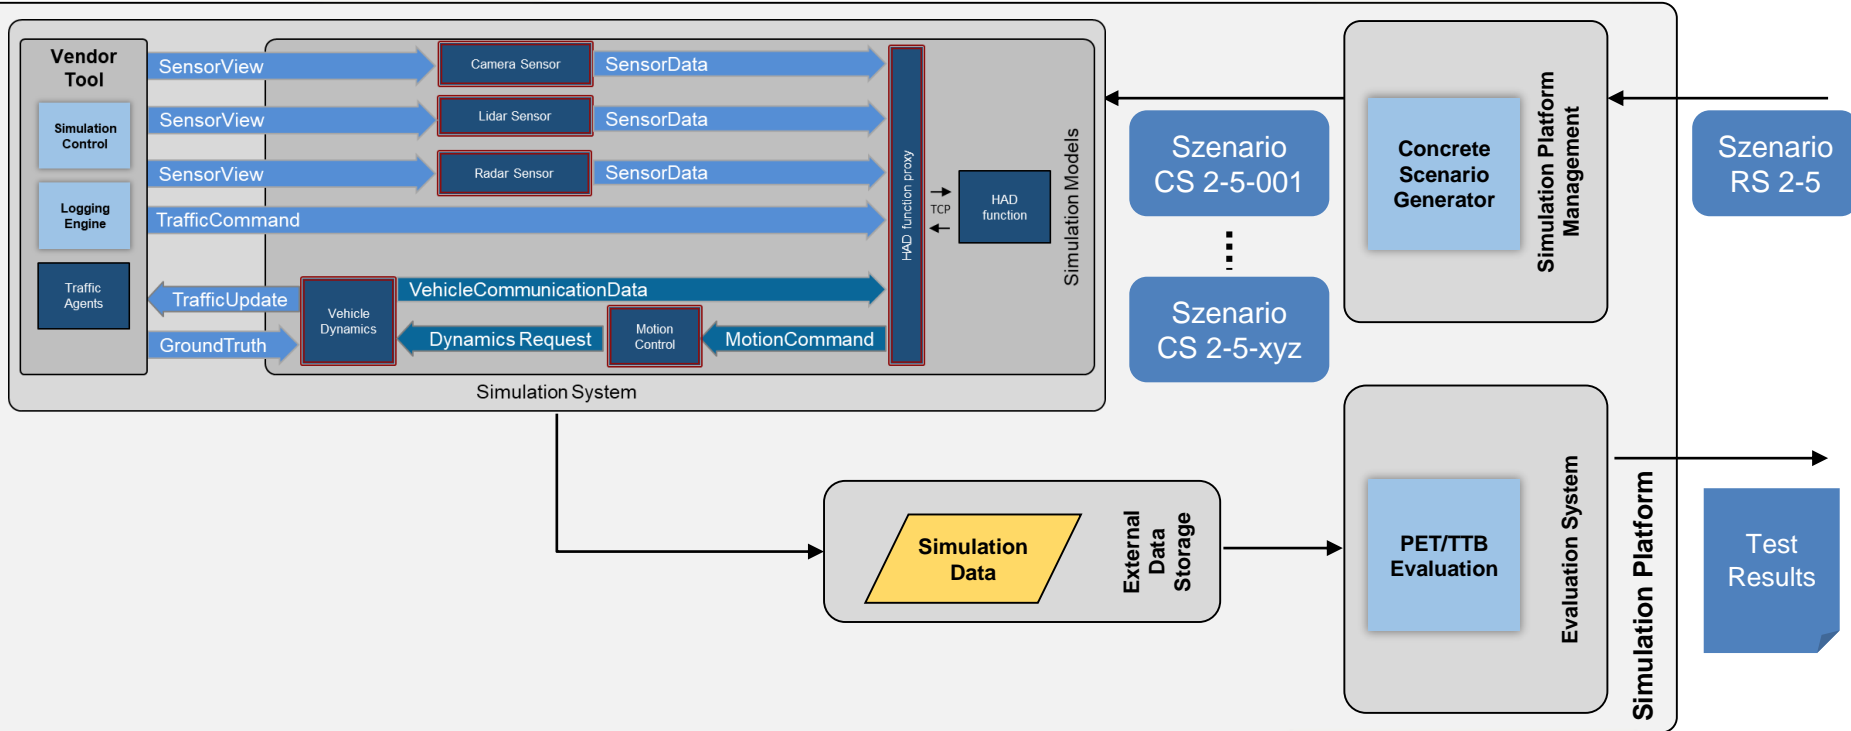 Vendor
Tool
Simulation
Control
Logging
Engine
Traffic
Agents
SensorView
Camera Sensor
SensorData
SensorView
Lidar Sensor
SensorData
SensorView
Radar Sensor
SensorData
TrafficCommand
TrafficUpdate
GroundTruth
Vehicle
Dynamics
VehicleCommunicationData
Dynamics Request
Motion
Control
MotionCommand
HAD function proxy
TCP
HAD
function
Simulation Models
Simulation System
Szenario
CS 2-5-001
Szenario
CS 2-5-xyz
Concrete
Scenario
Generator
Simulation Platform
Management
Szenario
RS 2-5
Simulation
Data
External
Data
Storage
PET/TTB
Evaluation
Evaluation System
Simulation Platform
Test
Results